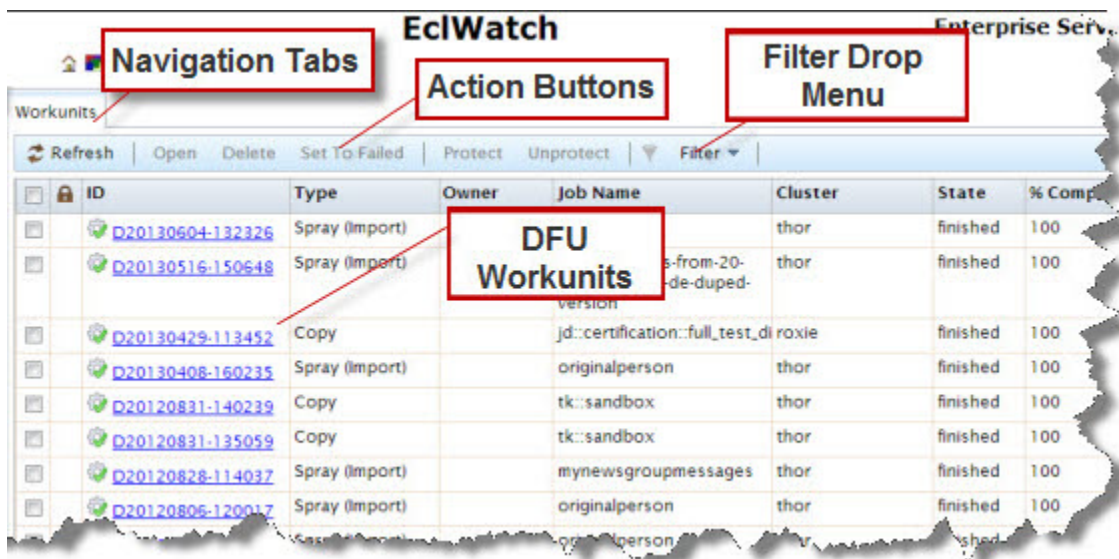 EclWatch
Enterprise Serv
Navigation Tabs
Action Buttons
Filter Drop
Menu
Workunits
Refresh Open Delete Set To Failed Protect Unprotect Filter
ID Type Owner Job Name Cluster State % Comp
D20130604-132326 Spray (Import) thor finished 100
DFU
Workunits
D20130516-150648 Spray (Import) s-from-20- thor finished 100
-de-duped-
version
D20130429-113452 Copy jd::certification::full_test_di roxie finished 100
D20130408-160235 Spray (Import) originalperson thor finished 100
D20120831-140239 Copy tk::sandbox thor finished 100
D20120831-135059 Copy tk::sandbox thor finished 100
D20120828-114037 Spray (Import) mynewsgroupmessages thor finished 100
D20120806-120017 Spray (Import) originalperson thor finished 100